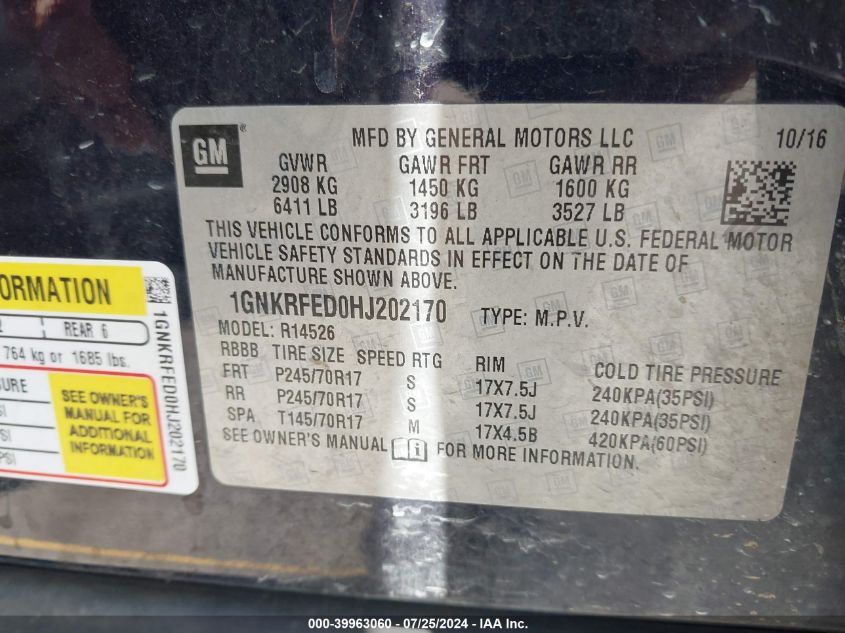 GM
MFD BY GENERAL MOTORS LLC 10/16
GVWR GAWR FRT GAWR RR
2908 KG 1450 KG 1600 KG
6411 LB 3196 LB 3527 LB
THIS VEHICLE CONFORMS TO ALL APPLICABLE U.S. FEDERAL MOTOR
VEHICLE SAFETY STANDARDS IN EFFECT ON THE DATE OF
MANUFACTURE SHOWN ABOVE.
1GNKRFED0HJ202170 TYPE: M.P.V.
MODEL: R14526
RBBB TIRE SIZE SPEED RTG RIM COLD TIRE PRESSURE
FRT P245/70R17 S 17X7.5J 240KPA(35PSI)
RR P245/70R17 S 17X7.5J 240KPA(35PSI)
SPA T145/70R17 M 17X4.5B 420KPA(60PSI)
SEE OWNER'S MANUAL i FOR MORE INFORMATION.
ORMATION
REAR 6
764 kg or 1685 lbs.
SURE
SEE OWNER'S
MANUAL FOR
ADDITIONAL
INFORMATION
PSI
1GNKRFED0HJ202170
000-39963060 - 07/25/2024 - IAA Inc.